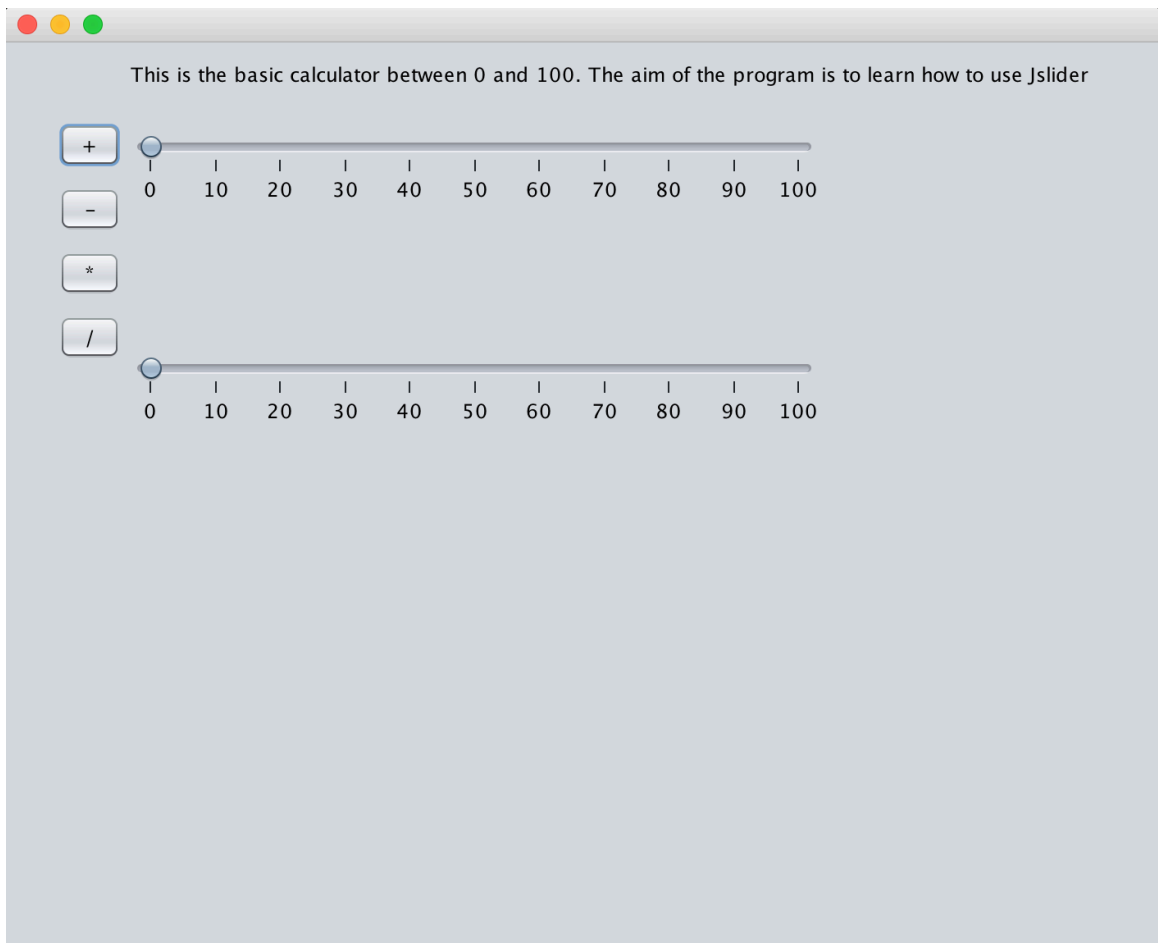 This is the basic calculator between 0 and 100. The aim of the program is to learn how to use Jslider
+
0 10 20 30 40 50 60 70 80 90 100
-
*
/
0 10 20 30 40 50 60 70 80 90 100